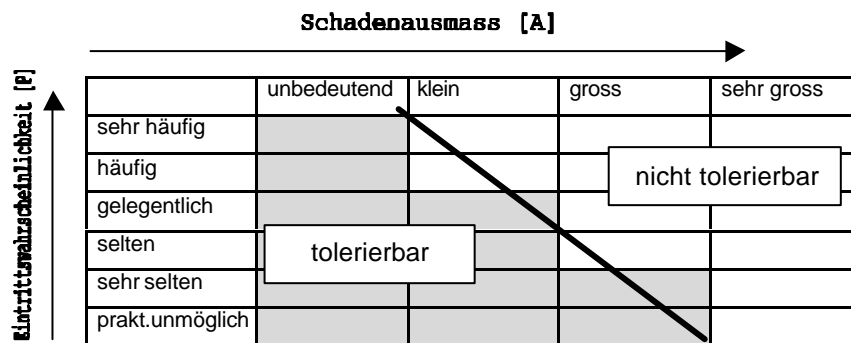 Schadenausmass [A]
Eintrittswahrscheinlichkeit [P]
unbedeutend klein gross sehr gross
sehr häufig
häufig
nicht tolerierbar
gelegentlich
selten
tolerierbar
sehr selten
prakt.unmöglich